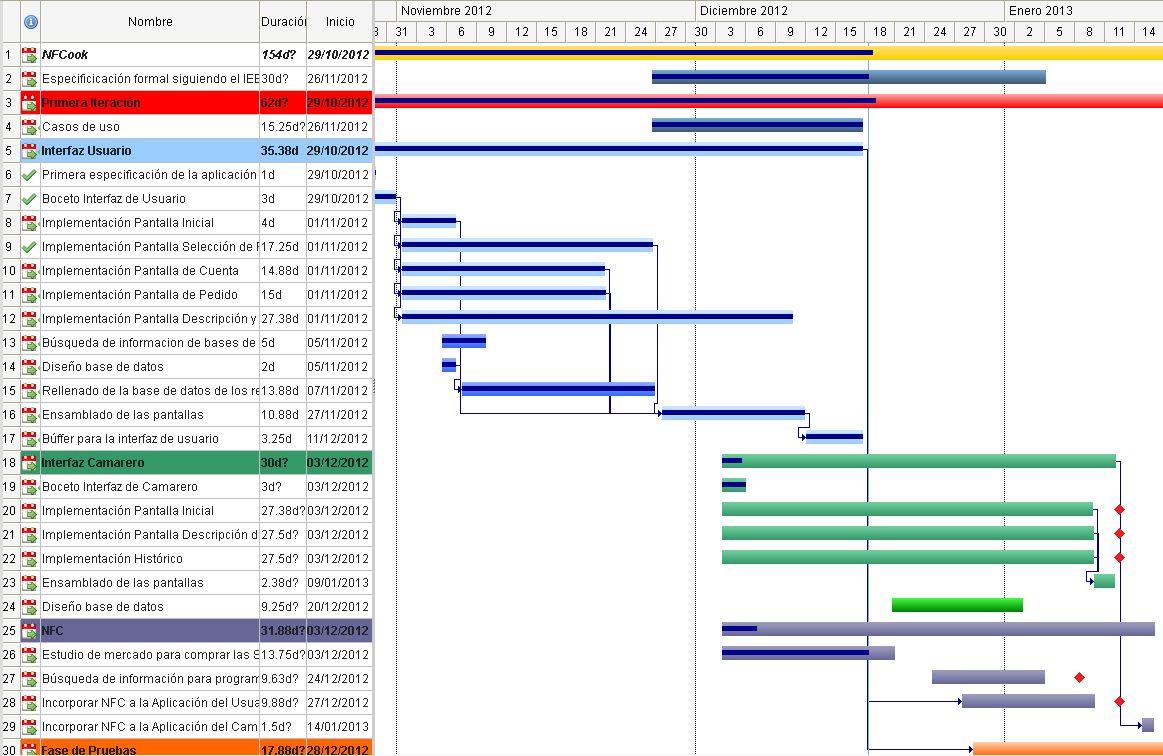 Nombre Duració Inicio Noviembre 2012 Diciembre 2012 Enero 2013
31 3 6 9 12 15 18 21 24 27 30 3 6 9 12 15 18 21 24 27 30 2 5 8 11 14
1 NFCook 154d? 29/10/2012
2 Especificicación formal siguiendo el IEE 30d? 26/11/2012
3 Primera Iteración 62d? 29/10/2012
4 Casos de uso 15.25d? 26/11/2012
5 Interfaz Usuario 35.38d 29/10/2012
6 Primera especificación de la aplicación 1d 29/10/2012
7 Boceto Interfaz de Usuario 3d 29/10/2012
8 Implementación Pantalla Inicial 4d 01/11/2012
9 Implementación Pantalla Selección de 17.25d 01/11/2012
10 Implementación Pantalla de Cuenta 14.88d 01/11/2012
11 Implementación Pantalla de Pedido 15d 01/11/2012
12 Implementación Pantalla Descripción y 27.38d 01/11/2012
13 Búsqueda de informacion de bases de 5d 05/11/2012
14 Diseño base de datos 2d 05/11/2012
15 Rellenado de la base de datos de los re 13.88d 07/11/2012
16 Ensamblado de las pantallas 10.88d 27/11/2012
17 Búffer para la interfaz de usuario 3.25d 11/12/2012
18 Interfaz Camarero 30d? 03/12/2012
19 Boceto Interfaz de Camarero 3d? 03/12/2012
20 Implementación Pantalla Inicial 27.38d? 03/12/2012
21 Implementación Pantalla Descripción d 27.5d? 03/12/2012
22 Implementación Histórico 27.5d? 03/12/2012
23 Ensamblado de las pantallas 2.38d? 09/01/2013
24 Diseño base de datos 9.25d? 20/12/2012
25 NFC 31.88d? 03/12/2012
26 Estudio de mercado para comprar las S 13.75d? 03/12/2012
27 Búsqueda de información para program 9.63d? 24/12/2012
28 Incorporar NFC a la Aplicación del Usua 9.88d? 27/12/2012
29 Incorporar NFC a la Aplicación del Cam 1.5d? 14/01/2013
30 Fase de Pruebas 17.88d? 28/12/2012